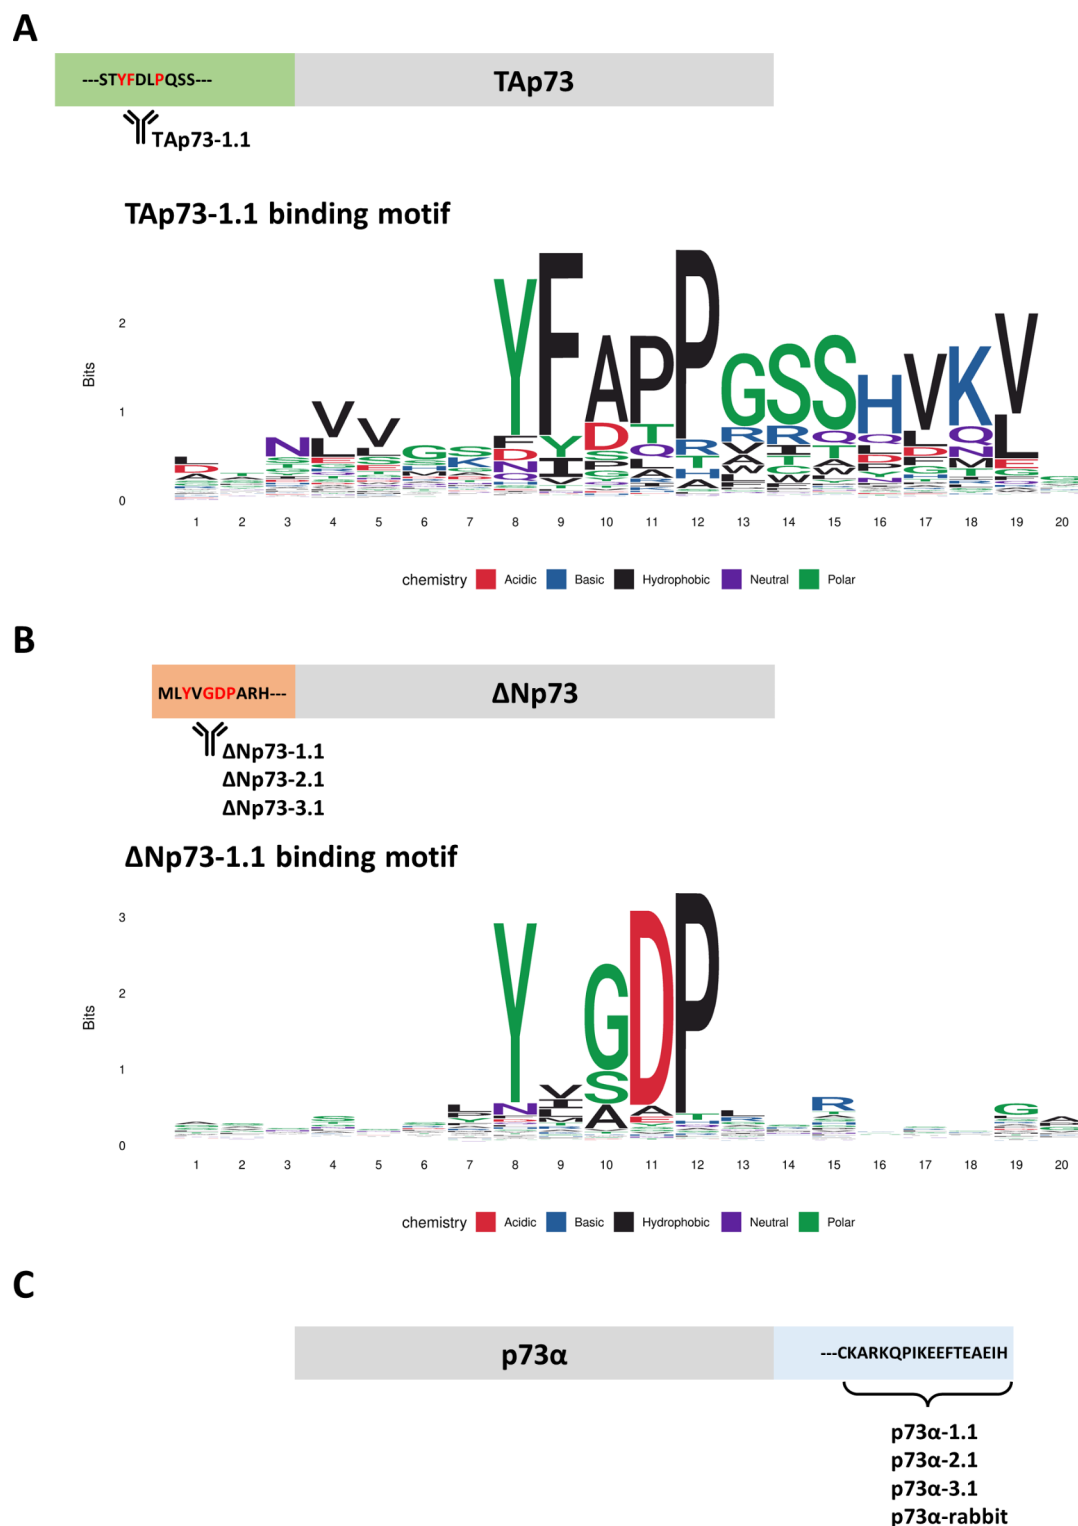 A
---STYFDLPQSS---
TAp73
TAp73-1.1
TAp73-1.1 binding motif
Bits
2
1
0
YFAPPGSSHVKV
1 2 3 4 5 6 7 8 9 10 11 12 13 14 15 16 17 18 19 20
chemistry Acidic Basic Hydrophobic Neutral Polar
B
MLYVGDPARH---
ΔNp73
ΔNp73-1.1
ΔNp73-2.1
ΔNp73-3.1
ΔNp73-1.1 binding motif
Bits
3
2
1
0
Y GDP
1 2 3 4 5 6 7 8 9 10 11 12 13 14 15 16 17 18 19 20
chemistry Acidic Basic Hydrophobic Neutral Polar
C
p73α
---CKARKQPIKEEFTEAEIH
p73α-1.1
p73α-2.1
p73α-3.1
p73α-rabbit